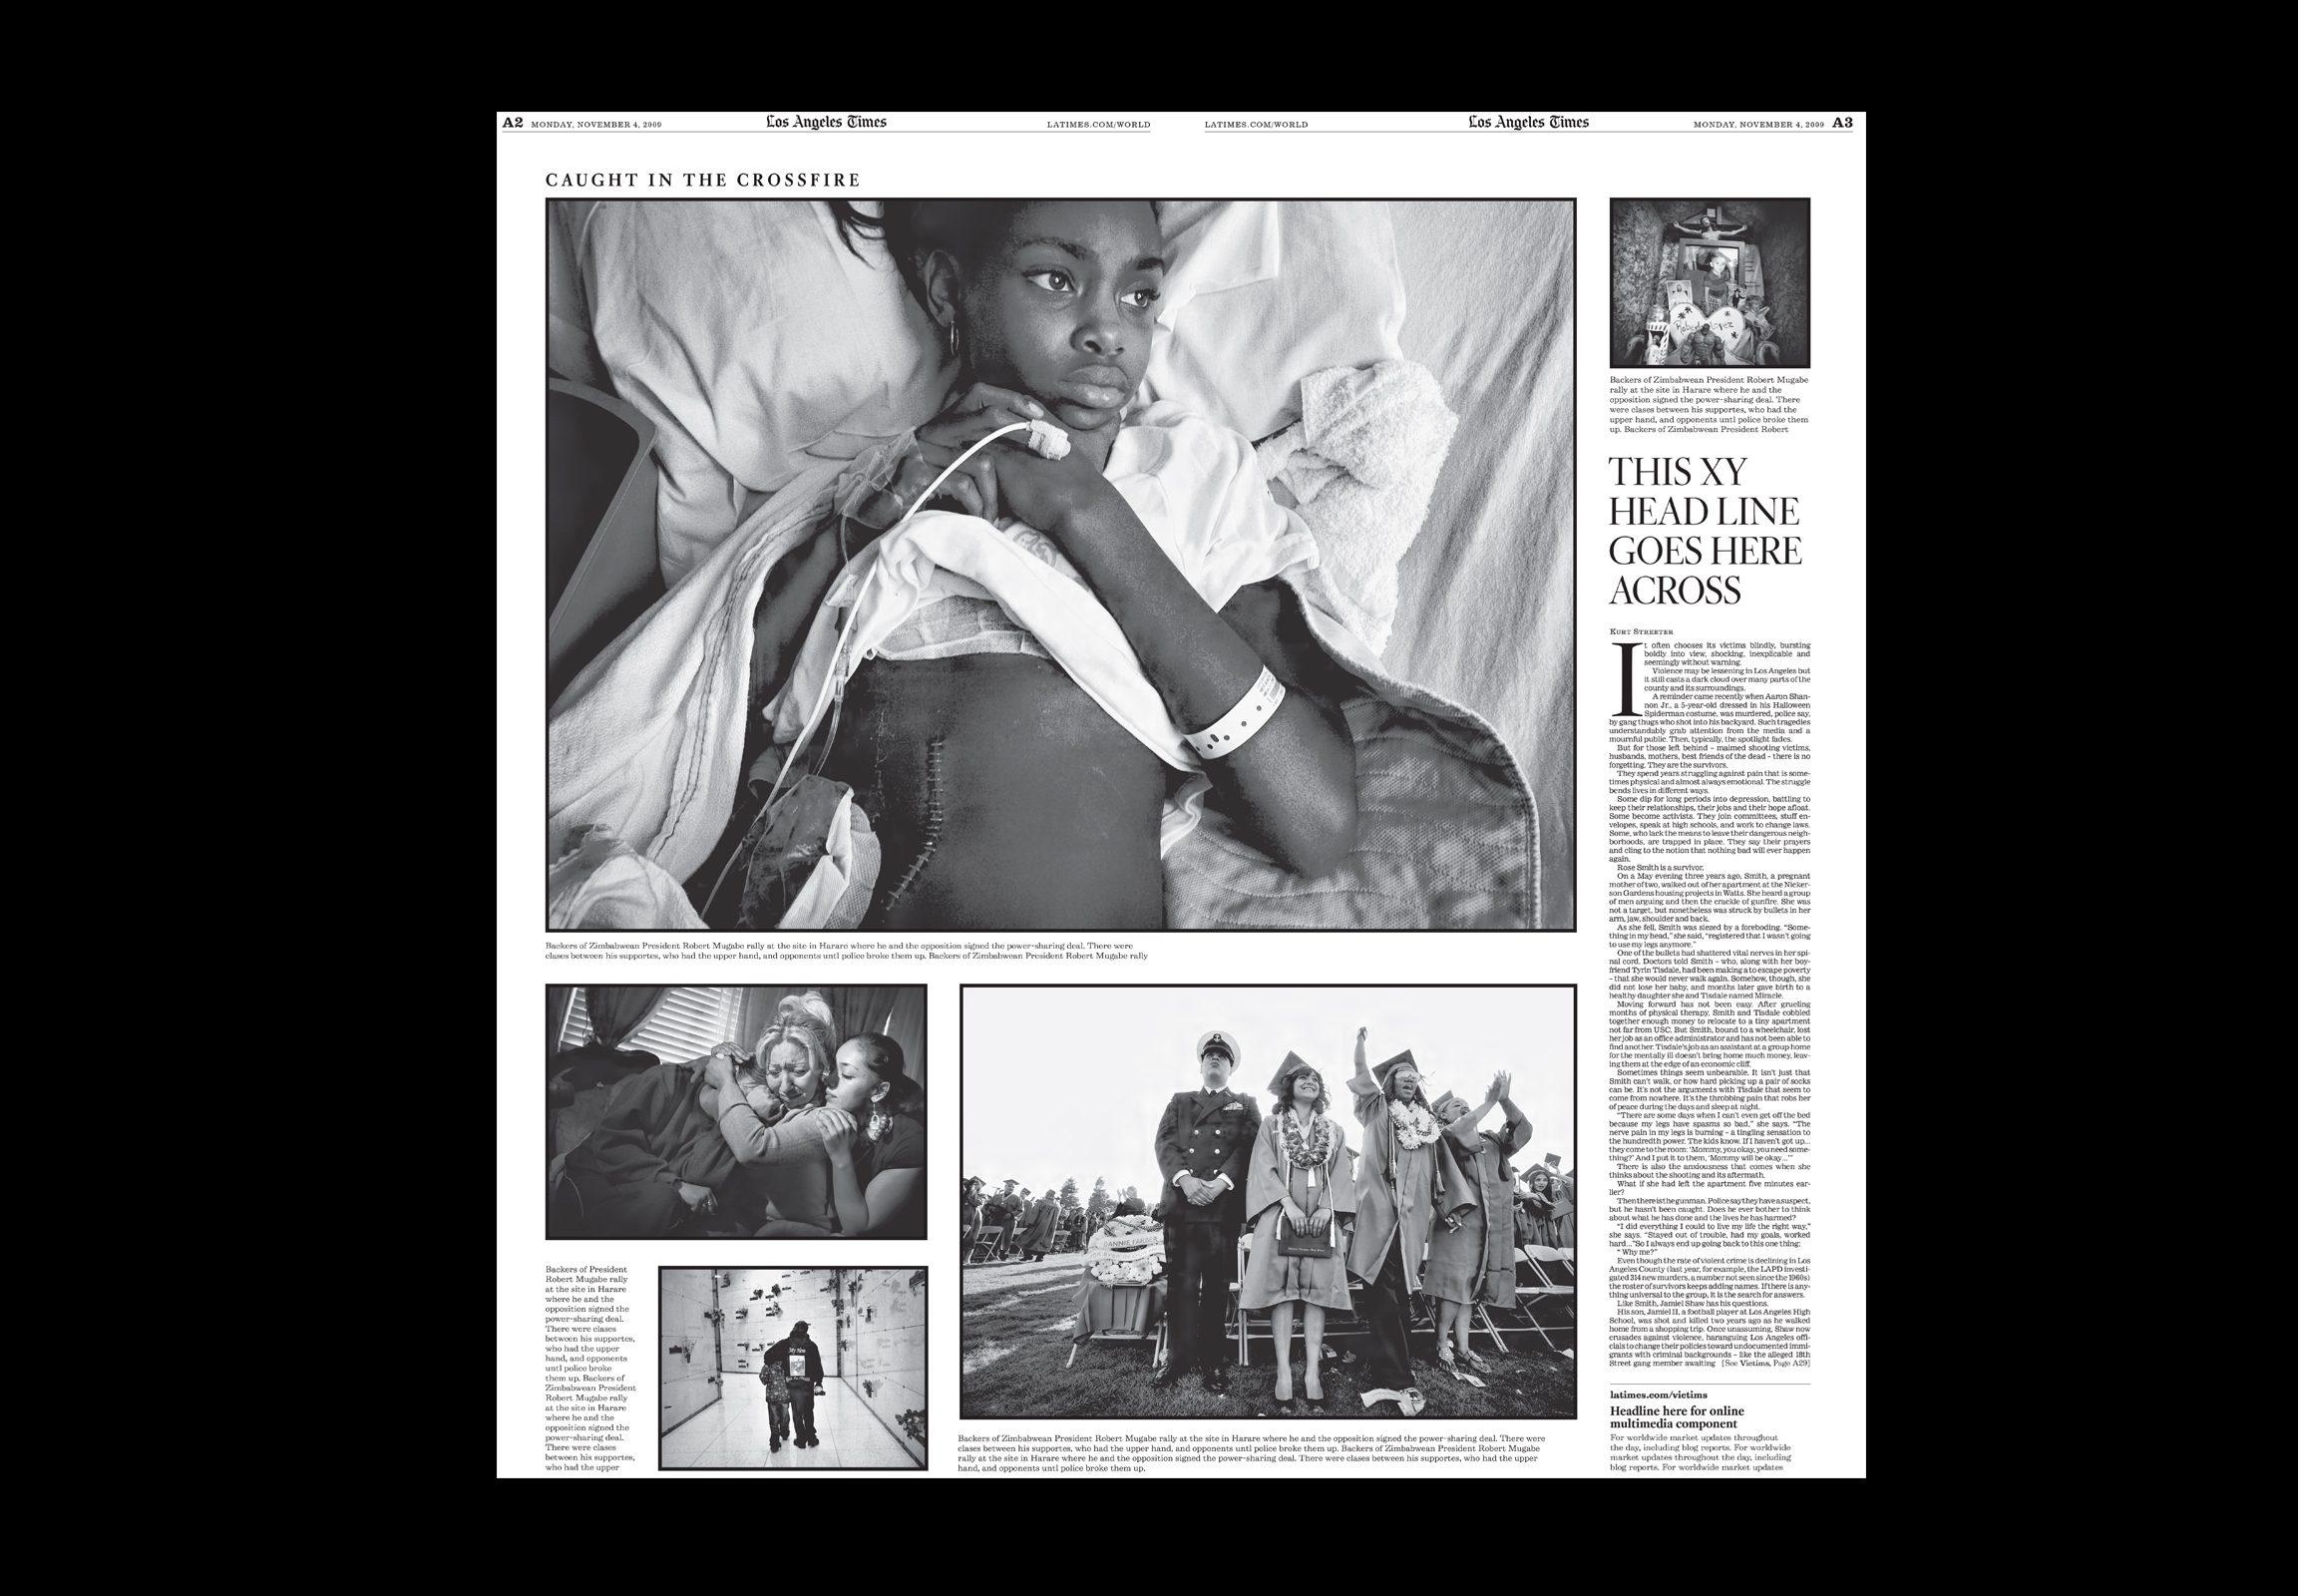 A2 MONDAY, NOVEMBER 4, 2009 Los Angeles Times LATIMES.COM/WORLD
LATIMES.COM/WORLD Los Angeles Times MONDAY, NOVEMBER 4, 2009 A3
CAUGHT IN THE CROSSFIRE
Backers of Zimbabwean President Robert Mugabe rally at the site in Harare where he and the opposition signed the power-sharing deal. There were
clases between his supportes, who had the upper hand, and opponents untl police broke them up. Backers of Zimbabwean President Robert Mugabe rally
Backers of President
Robert Mugabe rally
at the site in Harare
where he and the
opposition signed the
power-sharing deal.
There were clases
between his supportes,
who had the upper
hand, and opponents
untl police broke
them up. Backers of
Zimbabwean President
Robert Mugabe rally
at the site in Harare
where he and the
opposition signed the
power-sharing deal.
There were clases
between his supportes,
who had the upper
My Hero
DANNIE FARBER
Backers of Zimbabwean President Robert Mugabe rally at the site in Harare where he and the opposition signed the power-sharing deal. There were
clases between his supportes, who had the upper hand, and opponents untl police broke them up. Backers of Zimbabwean President Robert Mugabe
rally at the site in Harare where he and the opposition signed the power-sharing deal. There were clases between his supportes, who had the upper
hand, and opponents untl police broke them up.
Robert Lopez
Backers of Zimbabwean President Robert Mugabe
rally at the site in Harare where he and the
opposition signed the power-sharing deal. There
were clases between his supportes, who had the
upper hand, and opponents untl police broke them
up. Backers of Zimbabwean President Robert
THIS XY
HEAD LINE
GOES HERE
ACROSS
KURT STREETER
It often chooses its victims blindly, bursting
boldly into view, shocking, inexplicable and
seemingly without warning.
Violence may be lessening in Los Angeles but
it still casts a dark cloud over many parts of the
county and its surroundings.
A reminder came recently when Aaron Shan-
non Jr., a 5-year-old dressed in his Halloween
Spiderman costume, was murdered, police say,
by gang thugs who shot into his backyard. Such tragedies
understandably grab attention from the media and a
mournful public. Then, typically, the spotlight fades.
But for those left behind – maimed shooting victims,
husbands, mothers, best friends of the dead – there is no
forgetting. They are the survivors.
They spend years struggling against pain that is some-
times physical and almost always emotional. The struggle
bends lives in different ways.
Some dip for long periods into depression, battling to
keep their relationships, their jobs and their hope afloat.
Some become activists. They join committees, stuff en-
velopes, speak at high schools, and work to change laws.
Some, who lack the means to leave their dangerous neigh-
borhoods, are trapped in place. They say their prayers
and cling to the notion that nothing bad will ever happen
again.
Rose Smith is a survivor.
On a May evening three years ago, Smith, a pregnant
mother of two, walked out of her apartment at the Nicker-
son Gardens housing projects in Watts. She heard a group
of men arguing and then the crackle of gunfire. She was
not a target, but nonetheless was struck by bullets in her
arm, jaw, shoulder and back.
As she fell, Smith was siezed by a foreboding. “Some-
thing in my head,” she said, “registered that I wasn’t going
to use my legs anymore.”
One of the bullets had shattered vital nerves in her spi-
nal cord. Doctors told Smith – who, along with her boy-
friend Tyrin Tisdale, had been making a to escape poverty
– that she would never walk again. Somehow, though, she
did not lose her baby, and months later gave birth to a
healthy daughter she and Tisdale named Miracle.
Moving forward has not been easy. After grueling
months of physical therapy, Smith and Tisdale cobbled
together enough money to relocate to a tiny apartment
not far from USC. But Smith, bound to a wheelchair, lost
her job as an office administrator and has not been able to
find another. Tisdale’s job as an assistant at a group home
for the mentally ill doesn’t bring home much money, leav-
ing them at the edge of an economic cliff.
Sometimes things seem unbearable. It isn’t just that
Smith can’t walk, or how hard picking up a pair of socks
can be. It’s not the arguments with Tisdale that seem to
come from nowhere. It’s the throbbing pain that robs her
of peace during the days and sleep at night.
“There are some days when I can’t even get off the bed
because my legs have spasms so bad,” she says. “The
nerve pain in my legs is burning – a tingling sensation to
the hundredth power. The kids know. If I haven’t got up...
they come to the room: ‘Mommy, you okay, you need some-
thing?’ And I put it to them, ‘Mommy will be okay...’”
There is also the anxiousness that comes when she
thinks about the shooting and its aftermath.
What if she had left the apartment five minutes ear-
lier?
Then there is the gunman. Police say they have a suspect,
but he hasn’t been caught. Does he ever bother to think
about what he has done and the lives he has harmed?
“I did everything I could to live my life the right way,”
she says. “Stayed out of trouble, had my goals, worked
hard...”So I always end up going back to this one thing:
“ Why me?”
Even though the rate of violent crime is declining in Los
Angeles County (last year, for example, the LAPD investi-
gated 314 new murders, a number not seen since the 1960s)
the roster of survivors keeps adding names. If there is any-
thing universal to the group, it is the search for answers.
Like Smith, Jamiel Shaw has his questions.
His son, Jamiel II, a football player at Los Angeles High
School, was shot and killed two years ago as he walked
home from a shopping trip. Once unassuming, Shaw now
crusades against violence, haranguing Los Angeles offi-
cials to change their policies toward undocumented immi-
grants with criminal backgrounds – like the alleged 18th
Street gang member awaiting [See Victims, Page A29]
latimes.com/victims
Headline here for online
multimedia component
For worldwide market updates throughout
the day, including blog reports. For worldwide
market updates throughout the day, including
blog reports. For worldwide market updates